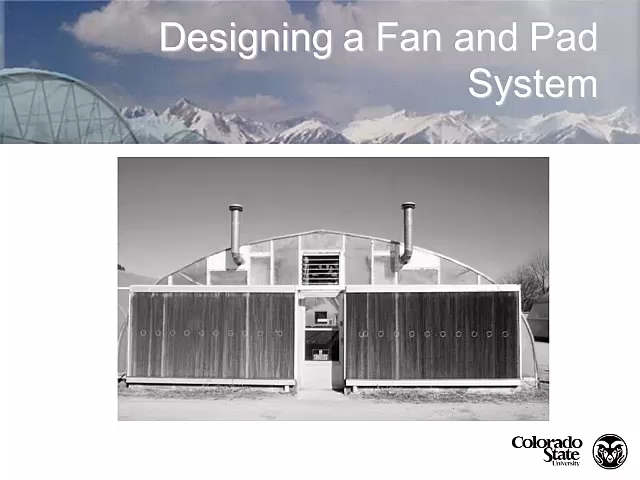 Designing a Fan and Pad
System
Colorado
State
University